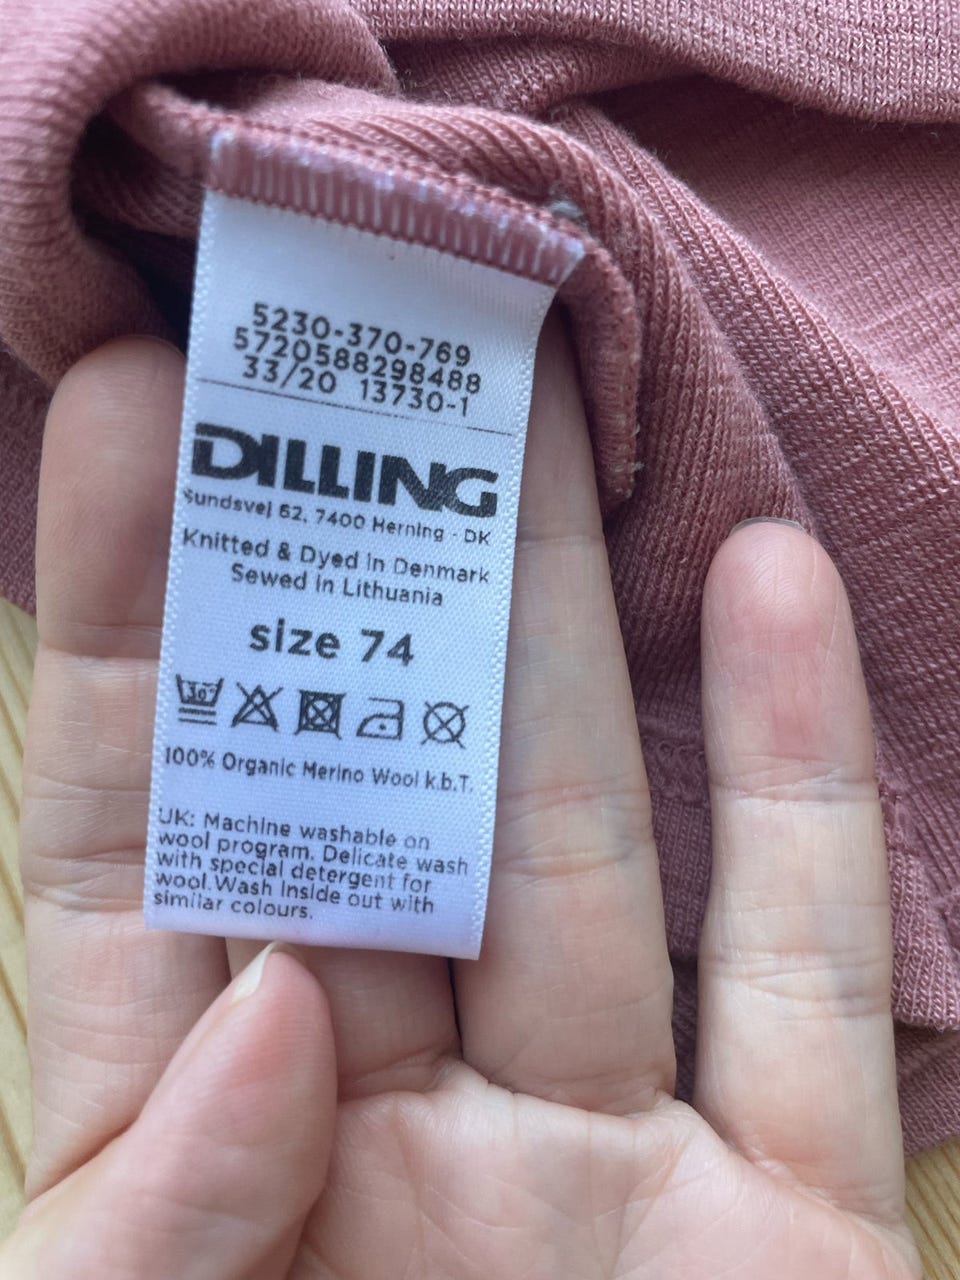 5230-370-769
5720588298488
33/20 13730-1
DILLING
Sundsvej 62, 7400 Herning - DK
Knitted & Dyed in Denmark
Sewed in Lithuania
size 74
30°
100% Organic Merino Wool k.b.T.
UK: Machine washable on
wool program. Delicate wash
with special detergent for
wool.Wash inside out with
similar colours.